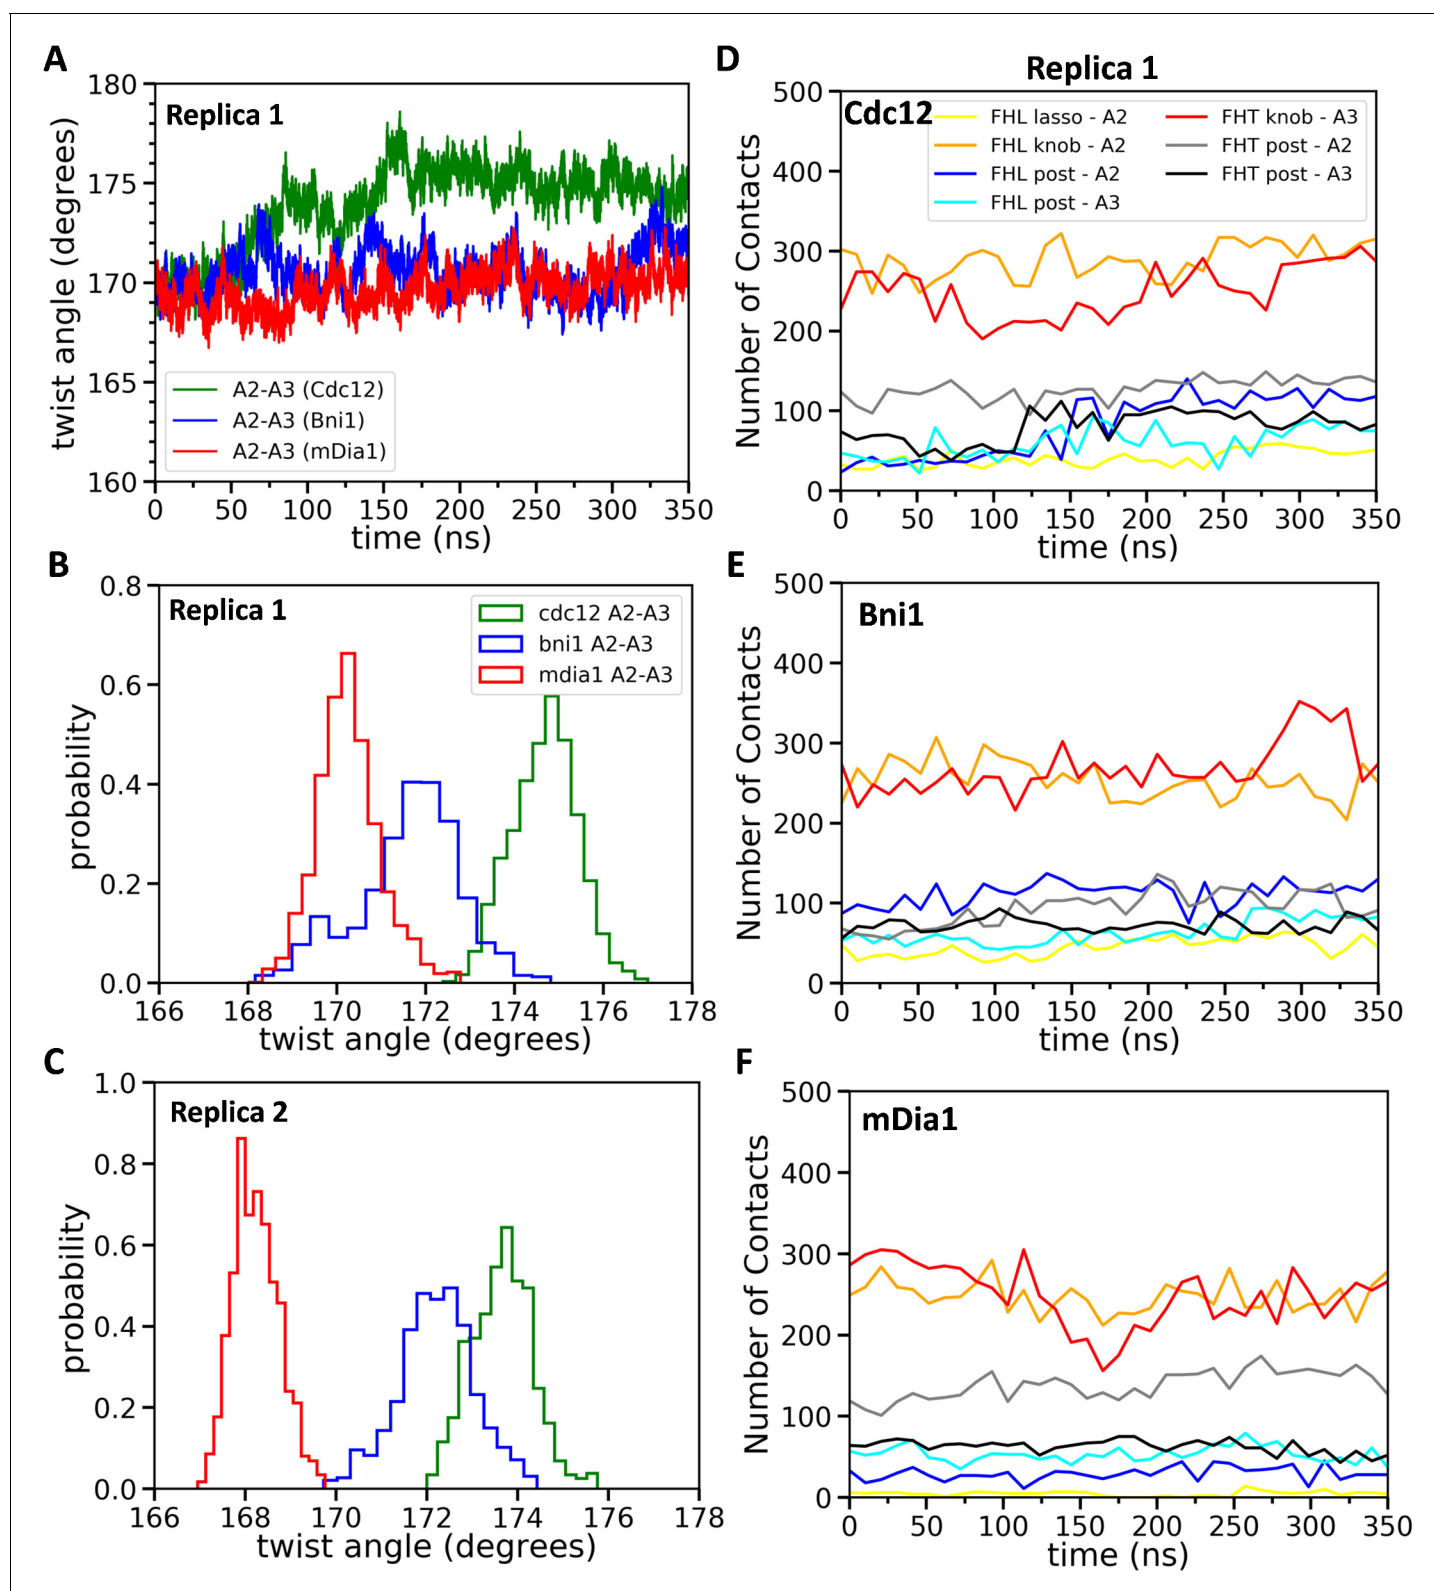 A
Replica 1
180
175
170
165
160
twist angle (degrees)
A2-A3 (Cdc12)
A2-A3 (Bni1)
A2-A3 (mDia1)
0 50 100 150 200 250 300 350
time (ns)
B
Replica 1
0.8
0.6
0.4
0.2
0.0
probability
cdc12 A2-A3
bni1 A2-A3
mdia1 A2-A3
166 168 170 172 174 176 178
twist angle (degrees)
C
Replica 2
1.0
0.8
0.6
0.4
0.2
0.0
probability
166 168 170 172 174 176 178
twist angle (degrees)
D
Replica 1
Cdc12
500
400
300
200
100
0
Number of Contacts
FHL lasso - A2
FHL knob - A2
FHL post - A2
FHL post - A3
FHT knob - A3
FHT post - A2
FHT post - A3
0 50 100 150 200 250 300 350
time (ns)
E
Bni1
500
400
300
200
100
0
Number of Contacts
0 50 100 150 200 250 300 350
time (ns)
F
mDia1
500
400
300
200
100
0
Number of Contacts
0 50 100 150 200 250 300 350
time (ns)